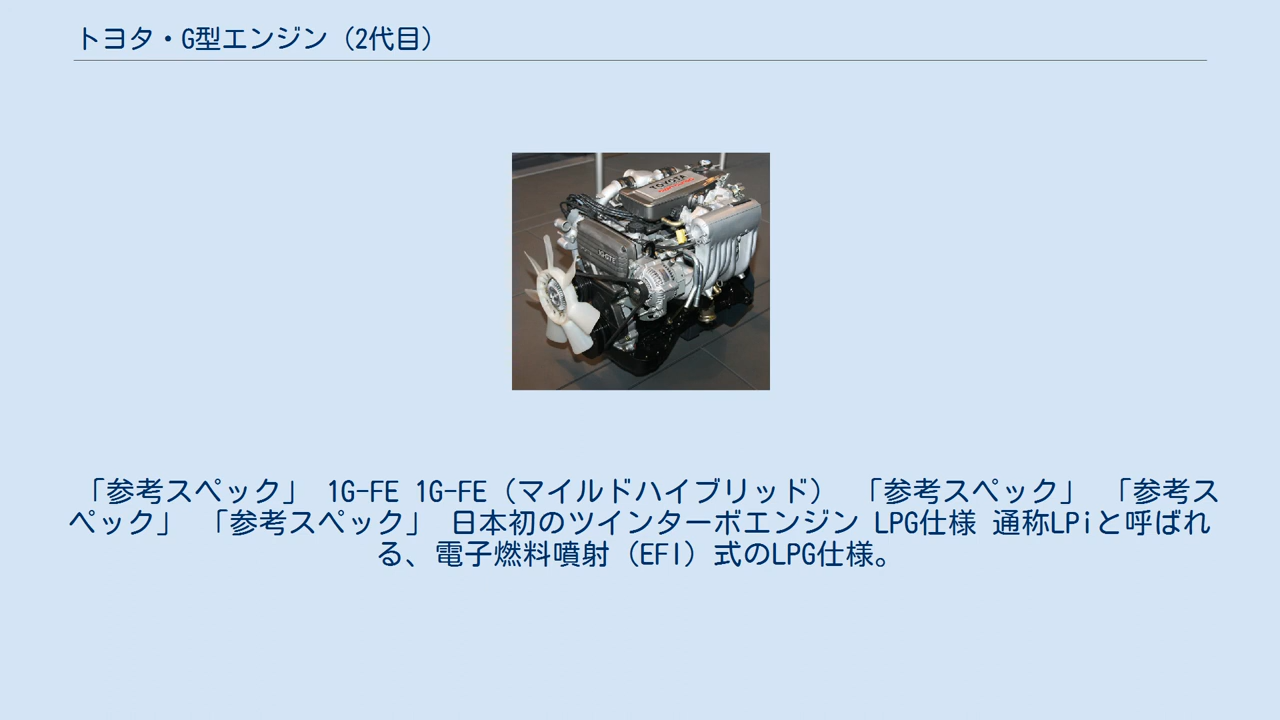 トヨタ・G型エンジン（2代目）
TOYOTA
1G-GTE
「参考スペック」 1G-FE 1G-FE（マイルドハイブリッド） 「参考スペック」 「参考ス
ペック」 「参考スペック」 日本初のツインターボエンジン LPG仕様 通称LPiと呼ばれ
る、電子燃料噴射（EFI）式のLPG仕様。